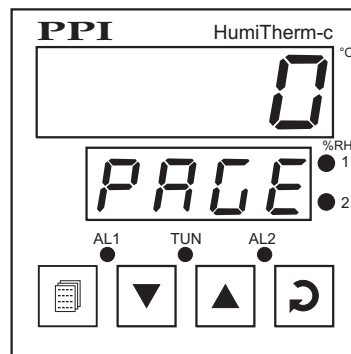 PPI HumiTherm-c
°C
0
%RH
PAGE
1
2
AL1 TUN AL2